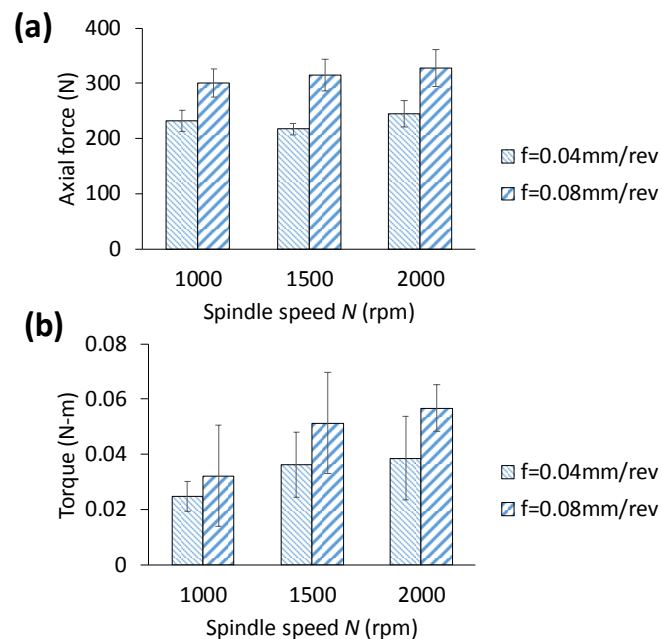 (a)
400
300
200
100
0
Axial force (N)
1000 1500 2000
Spindle speed N (rpm)
f=0.04mm/rev
f=0.08mm/rev
(b)
0.08
0.06
0.04
0.02
0
Torque (N-m)
1000 1500 2000
Spindle speed N (rpm)
f=0.04mm/rev
f=0.08mm/rev